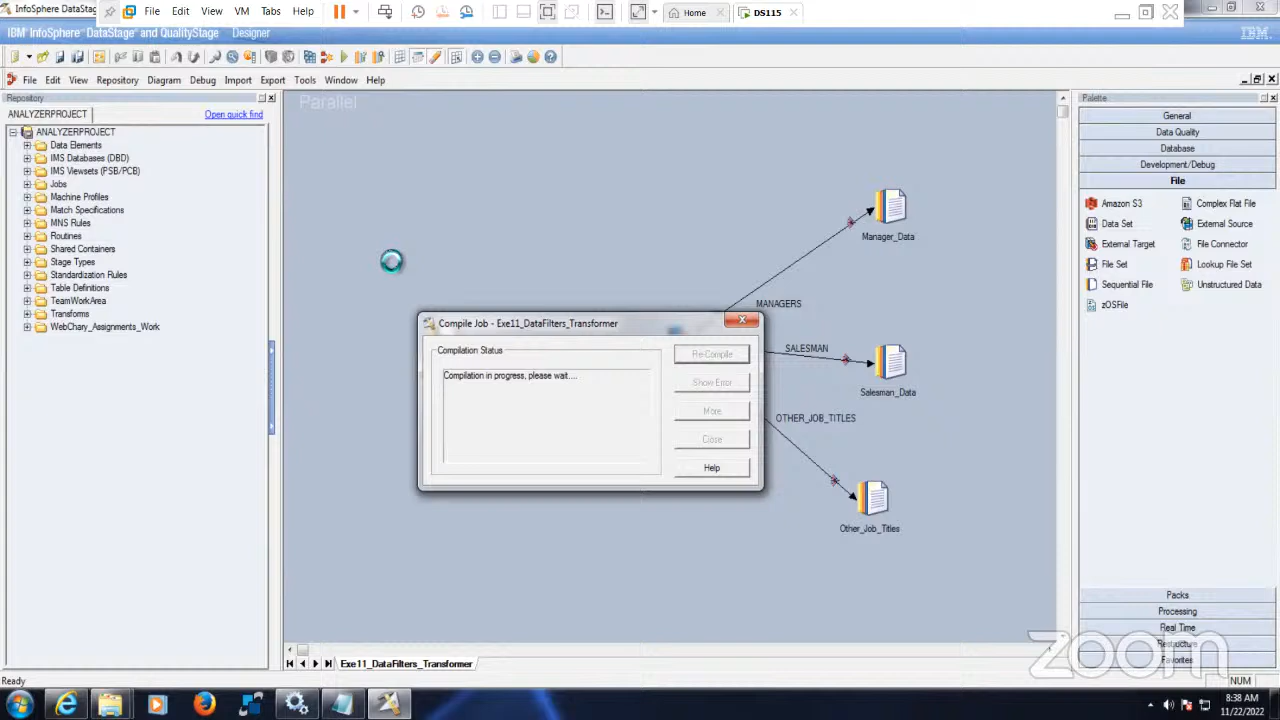 InfoSphere DataStag
File Edit View VM Tabs Help
Home
DS115
IBM InfoSphere DataStage® and QualityStage® Designer
IBM
File Edit View Repository Diagram Debug Import Export Tools Window Help
Repository
ANALYZERPROJECT
Open quick find
ANALYZERPROJECT
Data Elements
IMS Databases (DBD)
IMS Viewsets (PSB/PCB)
Jobs
Machine Profiles
Match Specifications
MNS Rules
Routines
Shared Containers
Stage Types
Standardization Rules
Table Definitions
TeamWorkArea
Transforms
WebChary_Assignments_Work
Parallel
Manager_Data
MANAGERS
SALESMAN
Salesman_Data
OTHER_JOB_TITLES
Other_Job_Titles
Compile Job - Exe11_DataFilters_Transformer
Compilation Status
Compilation in progress, please wait....
Re-Compile
Show Error
More
Close
Help
Exe11_DataFilters_Transformer
Palette
General
Data Quality
Database
Development/Debug
File
Amazon S3
Complex Flat File
Data Set
External Source
External Target
File Connector
File Set
Lookup File Set
Sequential File
Unstructured Data
zOSFile
Packs
Processing
Real Time
Restructure
Favorites
zoom
Ready
NUM
8:38 AM
11/22/2022